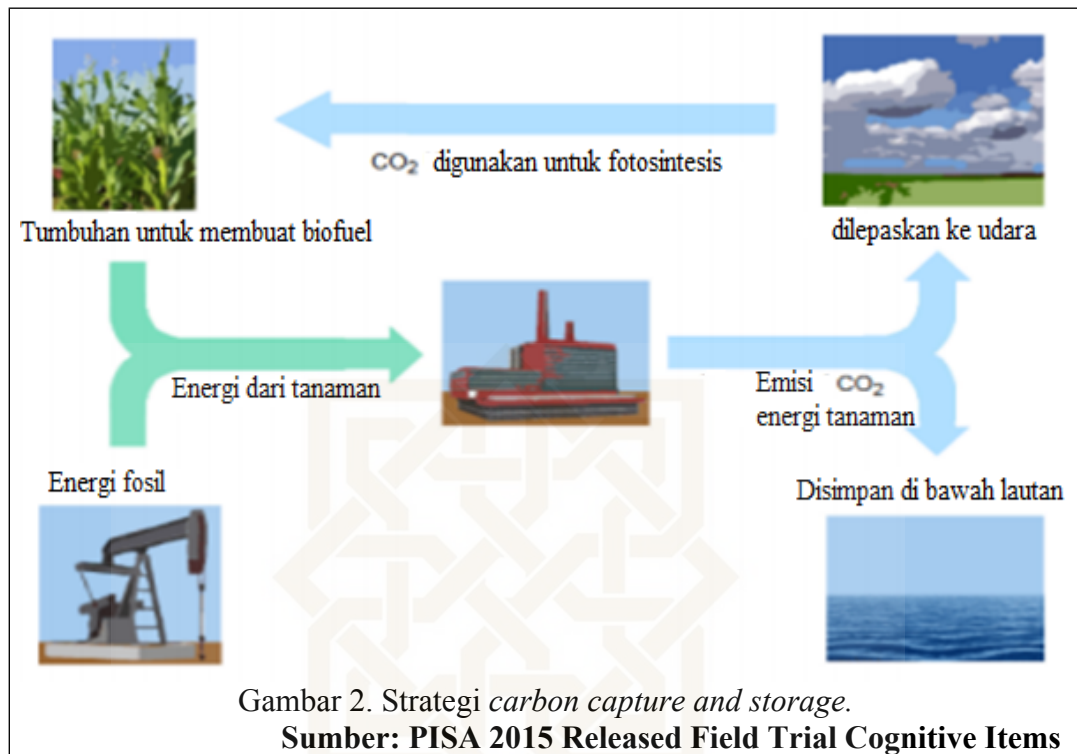 CO₂ digunakan untuk fotosintesis
Tumbuhan untuk membuat biofuel
dilepaskan ke udara
Energi dari tanaman
Emisi CO₂
energi tanaman
Energi fosil
Disimpan di bawah lautan
Gambar 2. Strategi carbon capture and storage.
Sumber: PISA 2015 Released Field Trial Cognitive Items